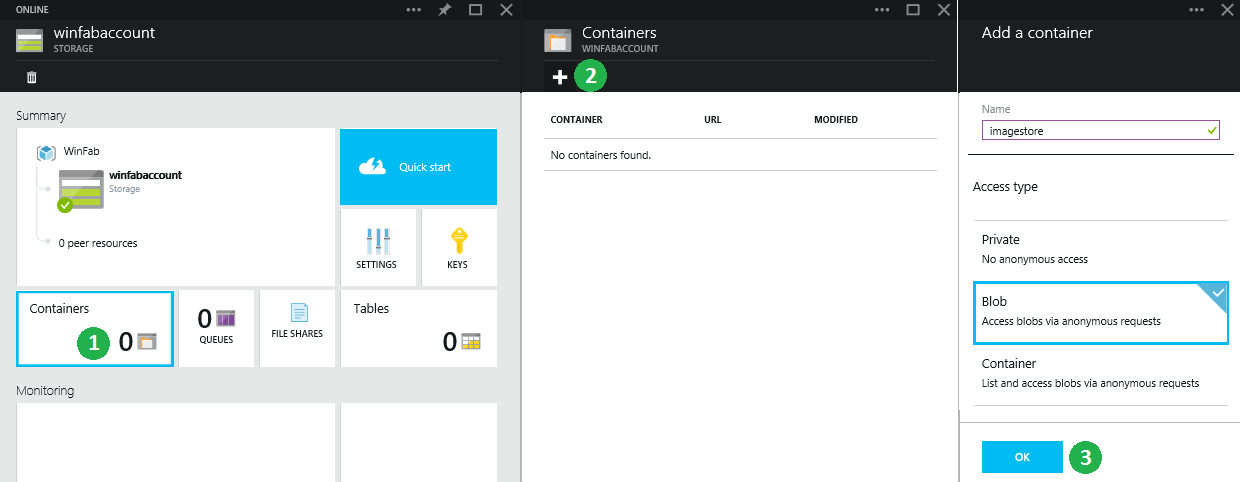 ONLINE
winfabaccount
STORAGE
Summary
WinFab
winfabaccount
Storage
0 peer resources
Quick start
SETTINGS
KEYS
Containers
1
0
0
QUEUES
FILE SHARES
Tables
0
Monitoring
Containers
WINFABACCOUNT
2
CONTAINER URL MODIFIED
No containers found.
Add a container
Name
imagestore
Access type
Private
No anonymous access
Blob
Access blobs via anonymous requests
Container
List and access blobs via anonymous requests
OK
3